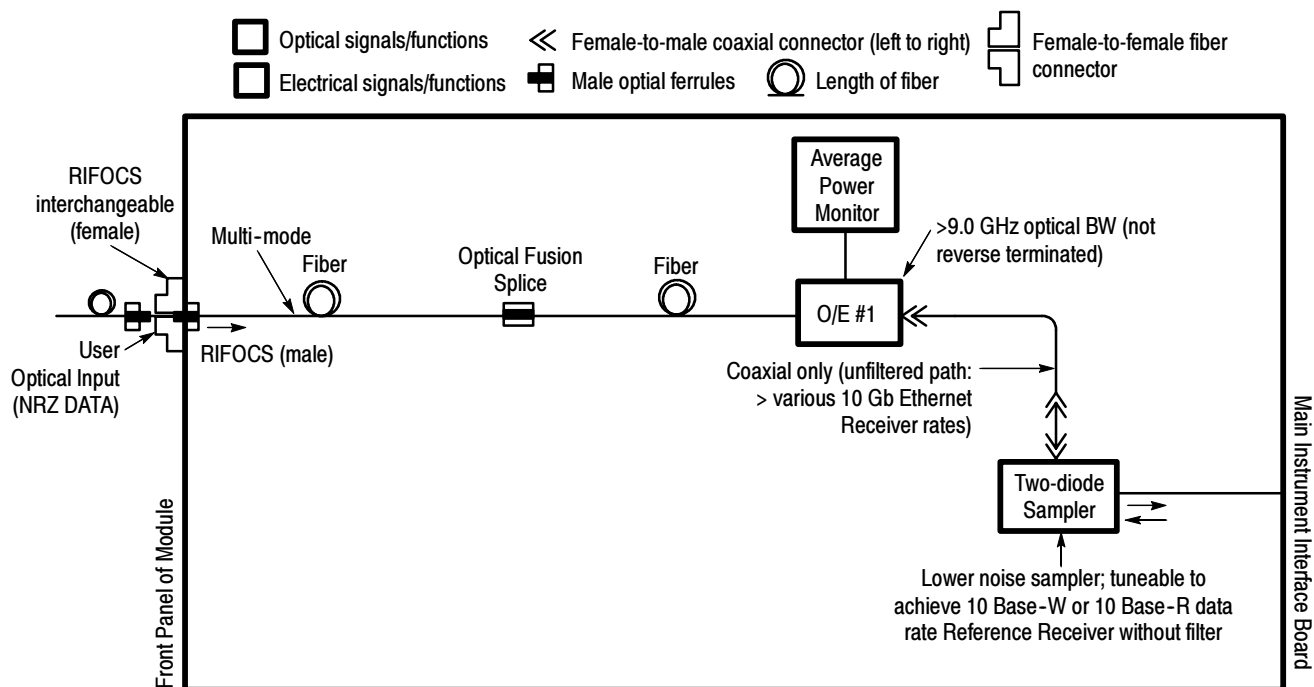 Optical signals/functions
Electrical signals/functions
Female-to-male coaxial connector (left to right)
Male optial ferrules
Length of fiber
Female-to-female fiber
connector
RIFOCS
interchangeable
(female)
Multi-mode
Fiber
Optical Fusion
Splice
Fiber
Average
Power
Monitor
>9.0 GHz optical BW (not
reverse terminated)
O/E #1
User
Optical Input
(NRZ DATA)
RIFOCS (male)
Coaxial only (unfiltered path:
> various 10 Gb Ethernet
Receiver rates)
Two-diode
Sampler
Lower noise sampler; tuneable to
achieve 10 Base-W or 10 Base-R data
rate Reference Receiver without filter
Front Panel of Module
Main Instrument Interface Board